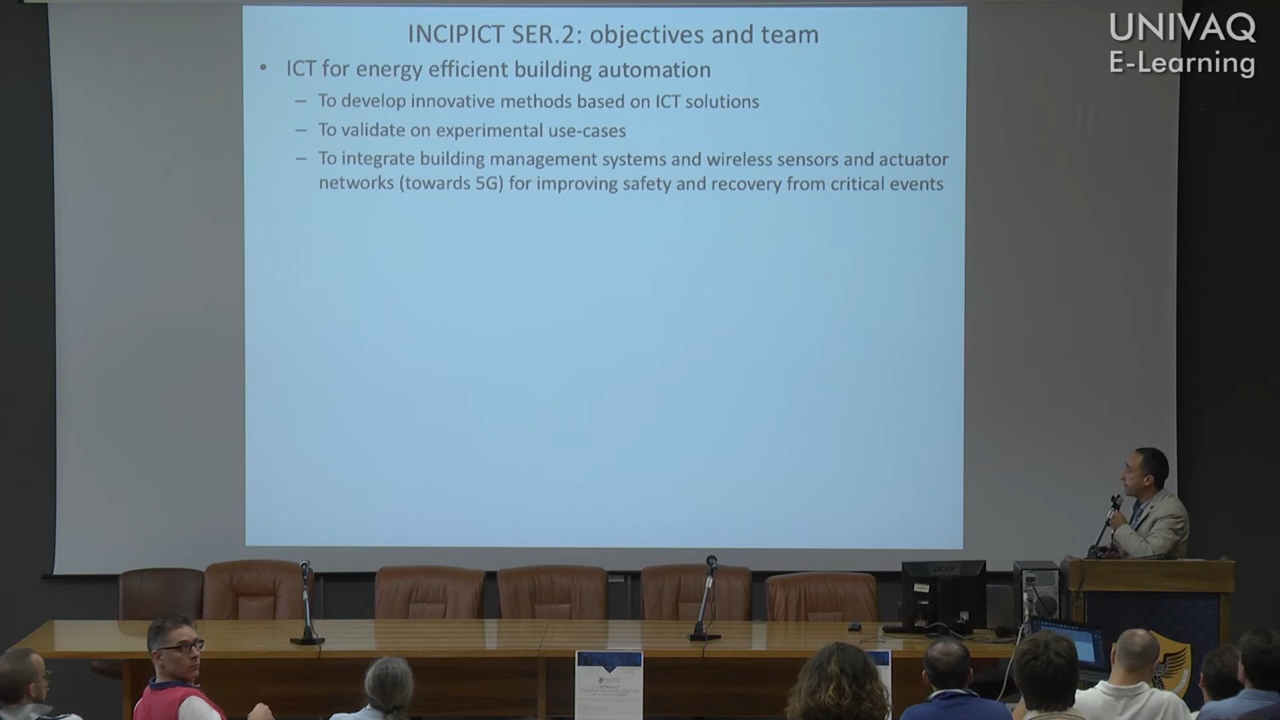 INCIPICT SER.2: objectives and team
UNIVAQ
E-Learning
• ICT for energy efficient building automation
– To develop innovative methods based on ICT solutions
– To validate on experimental use-cases
– To integrate building management systems and wireless sensors and actuator
networks (towards 5G) for improving safety and recovery from critical events